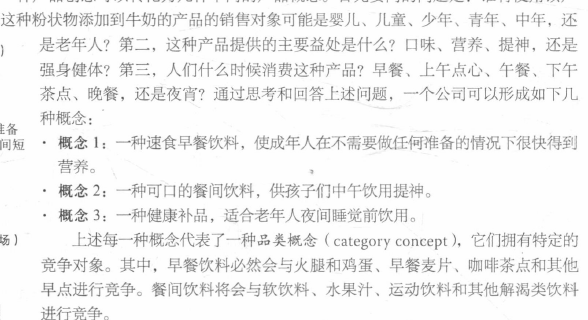 这种粉状物添加到牛奶的产品的销售对象可能是婴儿、儿童、少年、青年、中年，还
是老年人？第二，这种产品提供的主要益处是什么？口味、营养、提神，还是
强身健体？第三，人们什么时候消费这种产品？早餐、上午点心、午餐、下午
茶点、晚餐，还是夜宵？通过思考和回答上述问题，一个公司可以形成如下几
种概念：
准备
间短
· 概念 1：一种速食早餐饮料，使成年人在不需要做任何准备的情况下很快得到
营养。
· 概念 2：一种可口的餐间饮料，供孩子们中午饮用提神。
· 概念 3：一种健康补品，适合老年人夜间睡觉前饮用。
场）
上述每一种概念代表了一种品类概念（category concept），它们拥有特定的
竞争对象。其中，早餐饮料必然会与火腿和鸡蛋、早餐麦片、咖啡茶点和其他
早点进行竞争。餐间饮料将会与软饮料、水果汁、运动饮料和其他解渴类饮料
进行竞争。